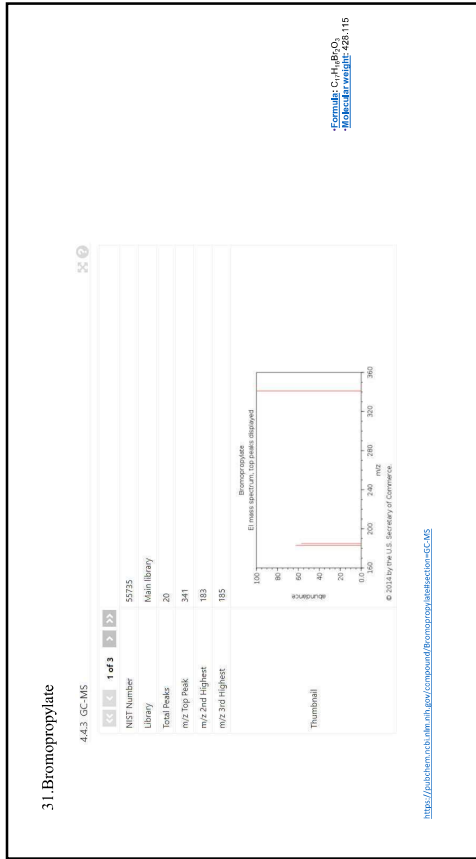 31.Bromopropylate
4.4.3 GC-MS
<< < 1 of 3 > >>
NIST Number 55735
Library Main library
Total Peaks 20
m/z Top Peak 341
m/z 2nd Highest 183
m/z 3rd Highest 185
Thumbnail
Bromopropylate
EI mass spectrum, top peaks displayed
abundance
100
80
60
40
20
0.0
160 200 240 280 320 360
m/z
© 2014 by the U.S. Secretary of Commerce.
•Formula: C₁₇H₁₆Br₂O₃
•Molecular weight: 428.115
https://pubchem.ncbi.nlm.nih.gov/compound/Bromopropylate#section=GC-MS